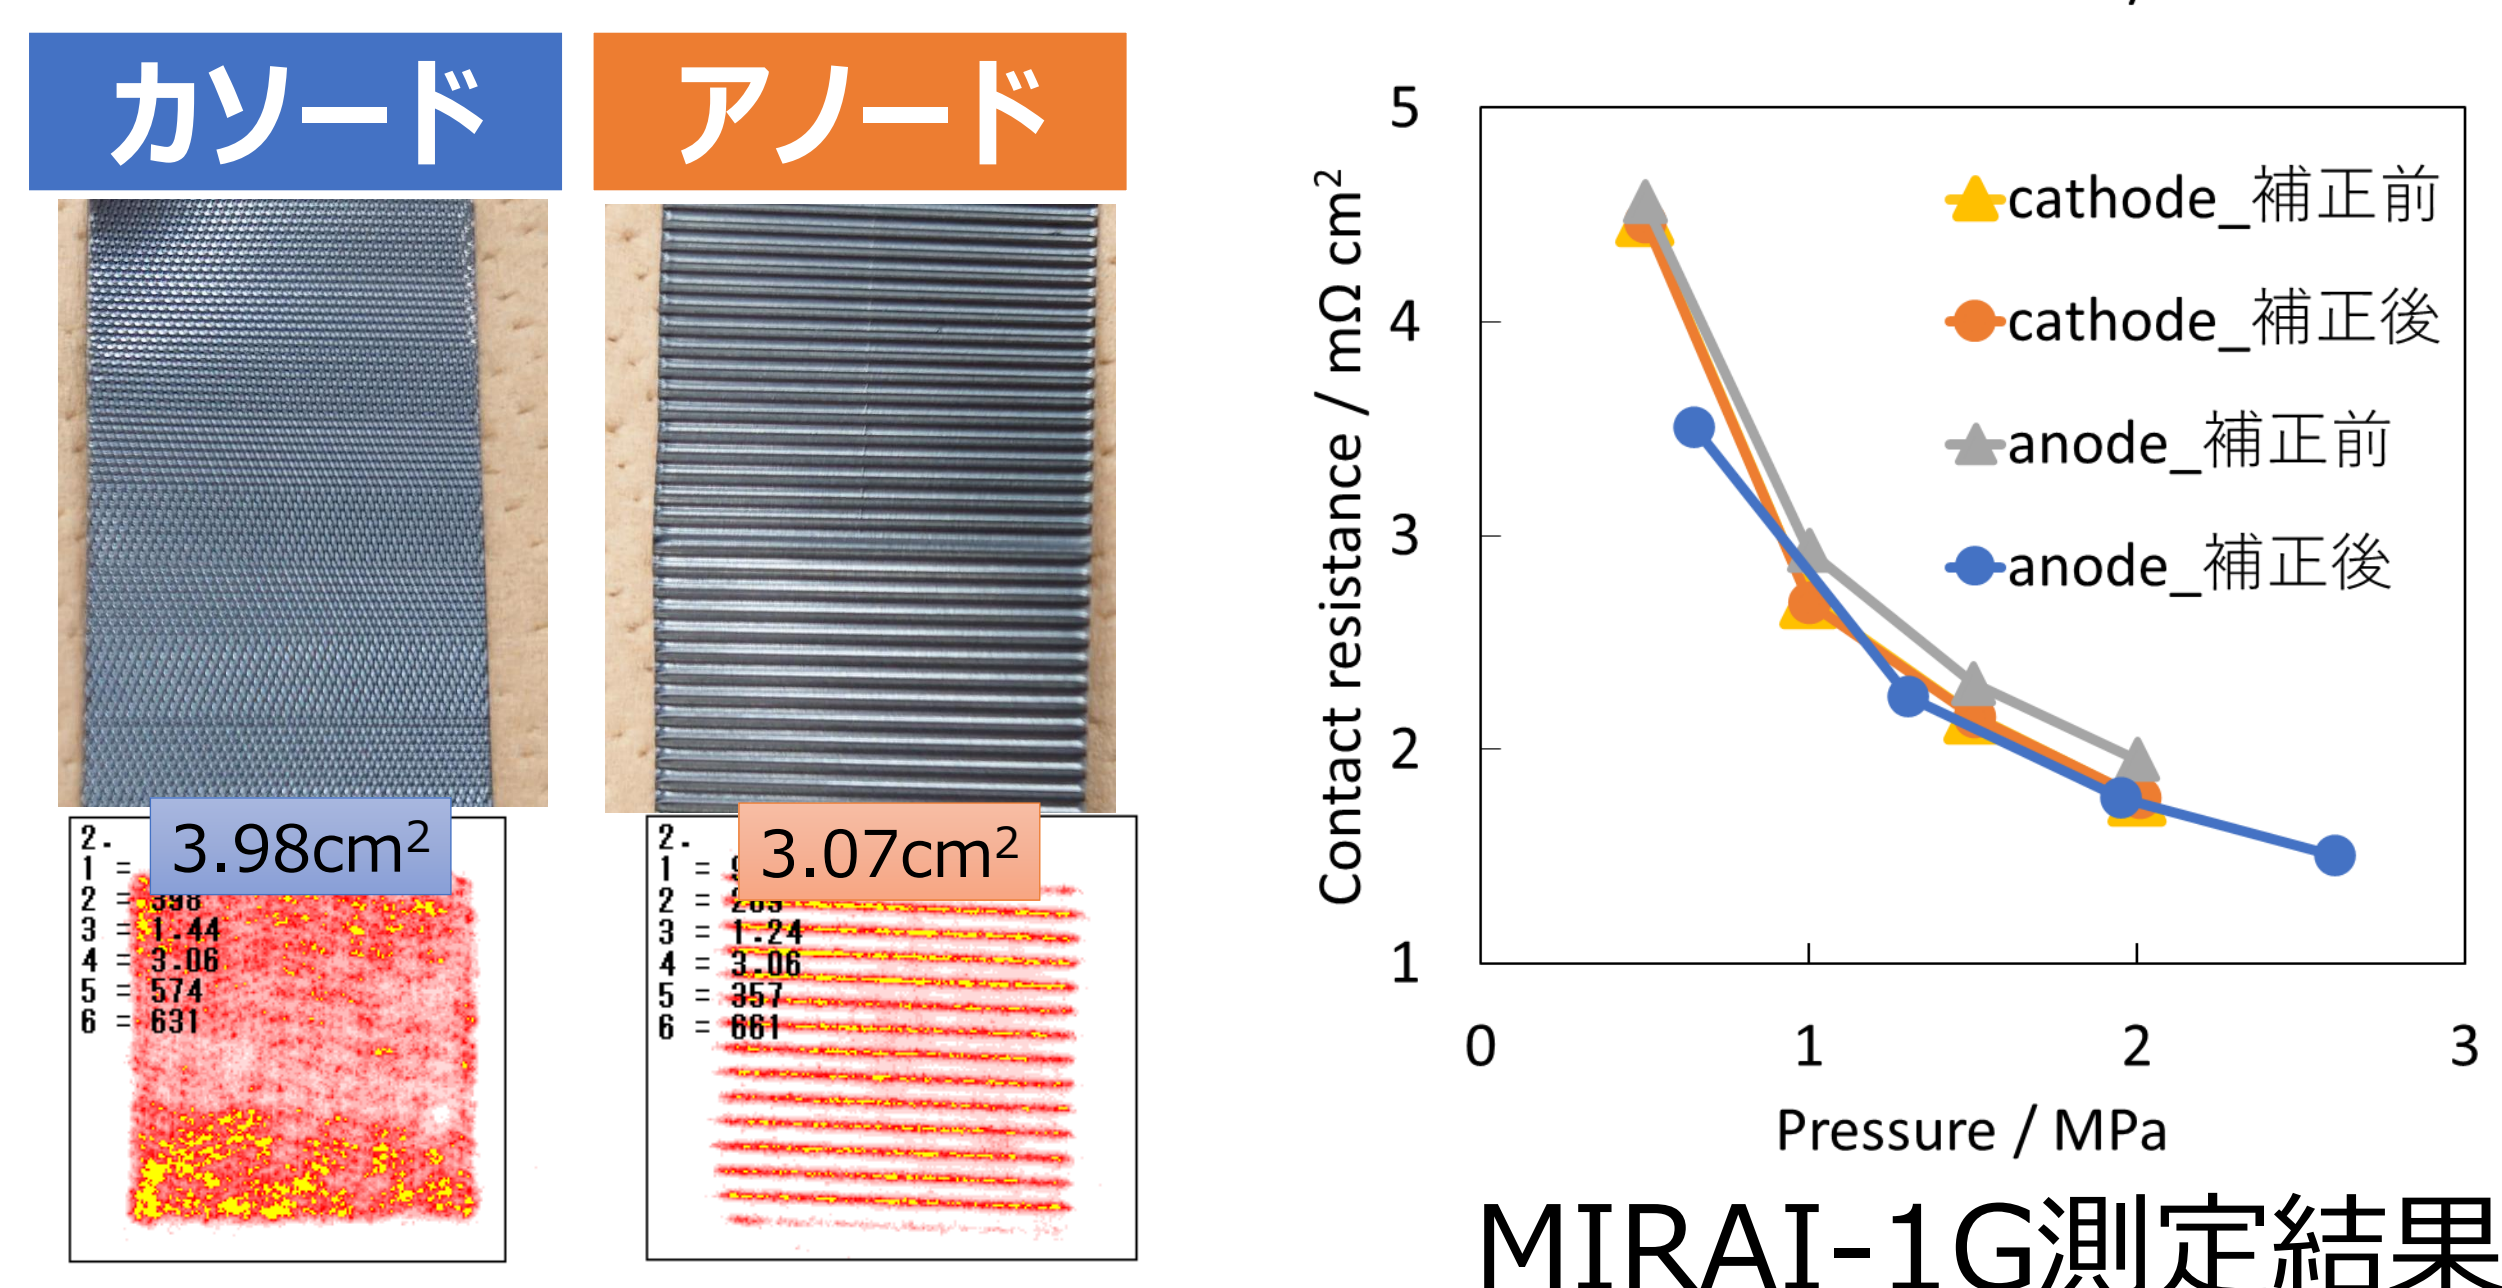 カソード
アノード
3.98cm²
2.
1 =
2 = 398
3 = 1.44
4 = 3.06
5 = 574
6 = 631
3.07cm²
2.
1 =
2 =
3 = 1.24
4 = 3.06
5 = 357
6 = 661
Contact resistance / mΩ cm²
5
4
3
2
1
cathode_補正前
cathode_補正後
anode_補正前
anode_補正後
0 1 2 3
Pressure / MPa
MIRAI-1G測定結果